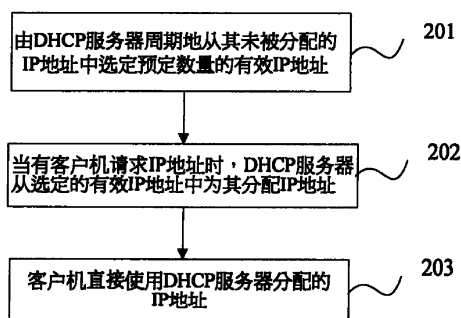 由DHCP服务器周期地从其未被分配的
IP地址中选定预定数量的有效IP地址
201
当有客户机请求IP地址时，DHCP服务器
从选定的有效IP地址中为其分配IP地址
202
客户机直接使用DHCP服务器分配的
IP地址
203